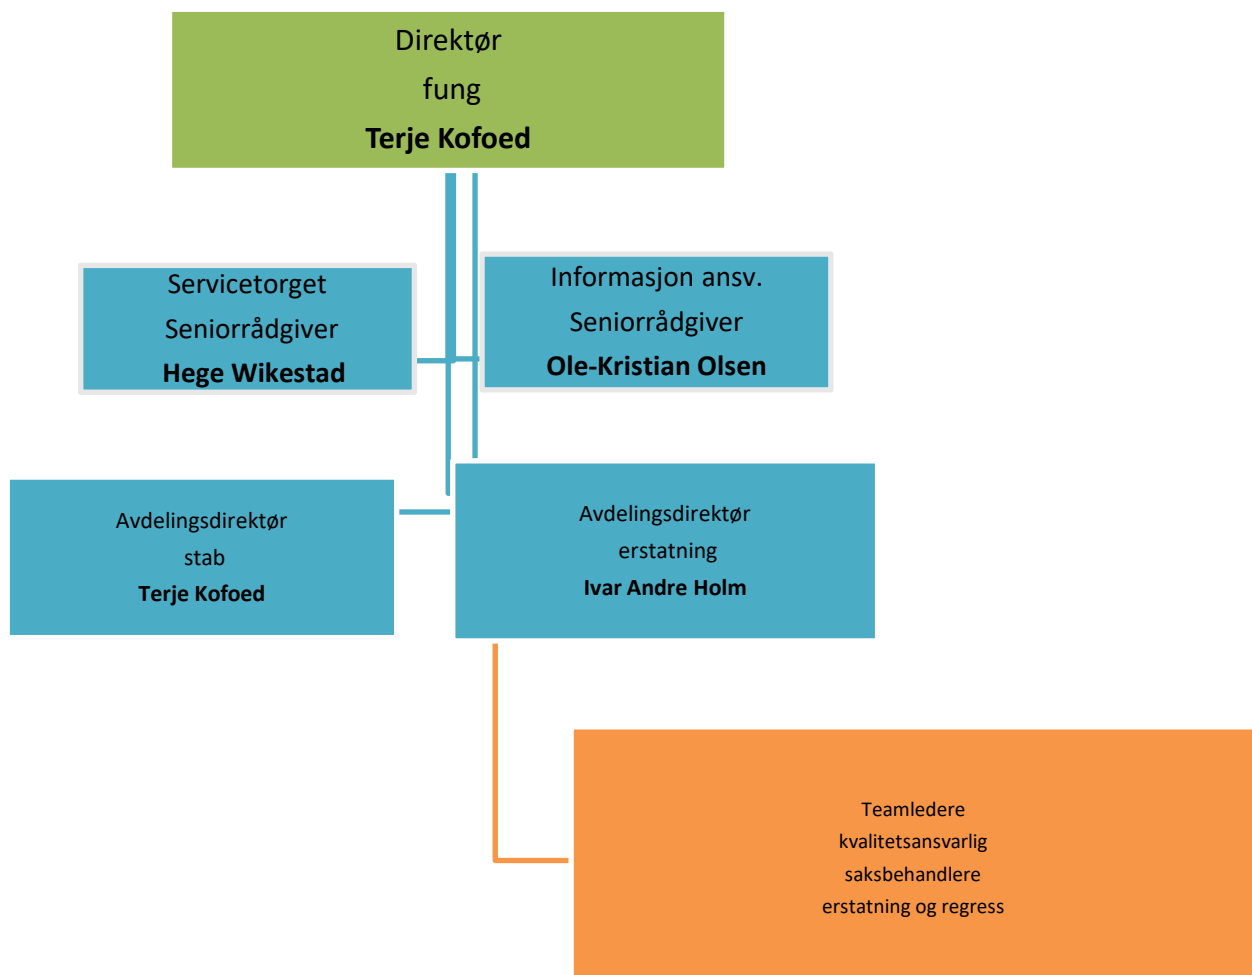 Direktør
fung
Terje Kofoed
Servicetorget
Seniorrådgiver
Hege Wikestad
Informasjon ansv.
Seniorrådgiver
Ole-Kristian Olsen
Avdelingsdirektør
stab
Terje Kofoed
Avdelingsdirektør
erstatning
Ivar Andre Holm
Teamledere
kvalitetsansvarlig
saksbehandlere
erstatning og regress